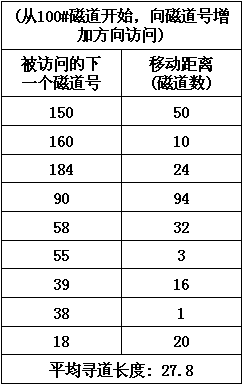 (从100#磁道开始，向磁道号增
加方向访问)
被访问的下
一个磁道号
移动距离
(磁道数)
150 50
160 10
184 24
90 94
58 32
55 3
39 16
38 1
18 20
平均寻道长度: 27.8